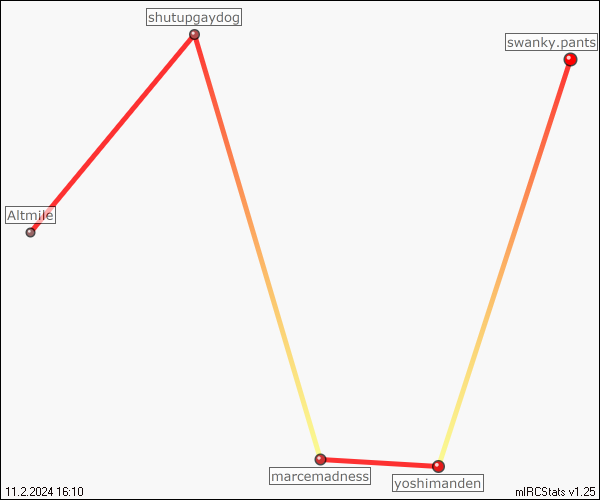 shutupgaydog
swanky.pants
Altmile
marcemadness
yoshimanden
11.2.2024 16:10
mIRCStats v1.25